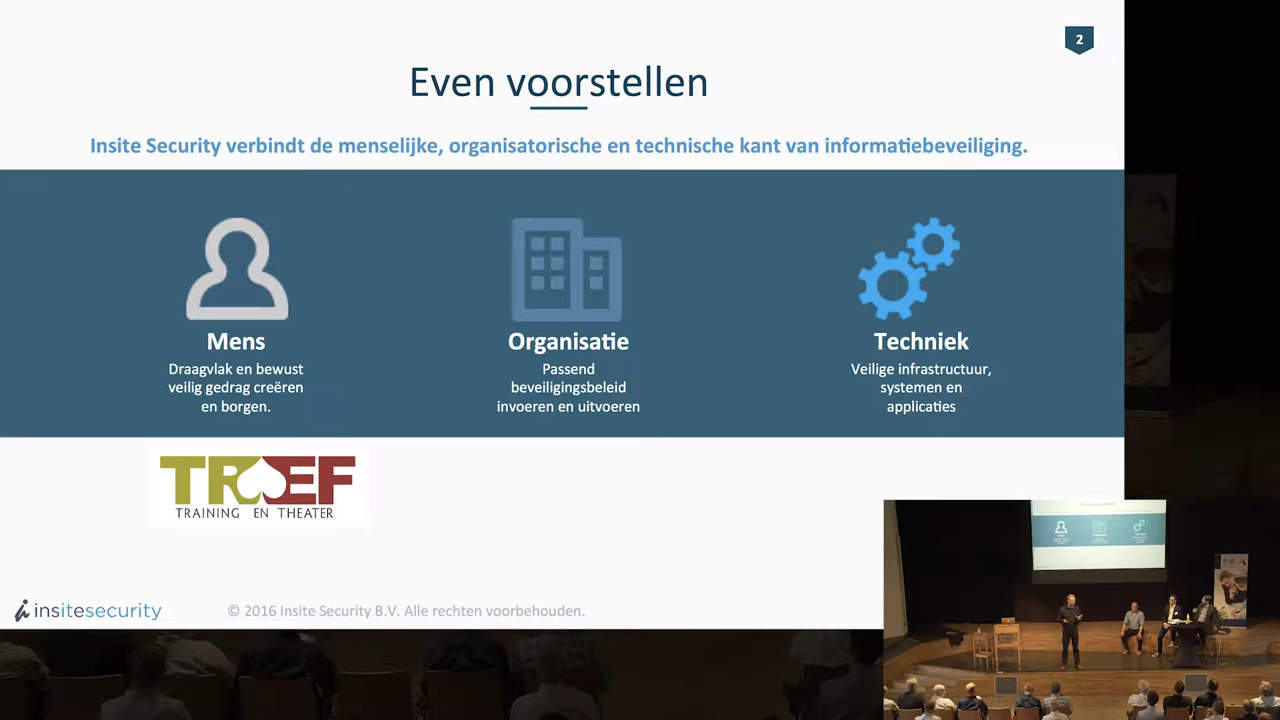 2
Even voorstellen
Insite Security verbindt de menselijke, organisatorische en technische kant van informatiebeveiliging.
Mens
Draagvlak en bewust
veilig gedrag creëren
en borgen.
Organisatie
Passend
beveiligingsbeleid
invoeren en uitvoeren
Techniek
Veilige infrastructuur,
systemen en
applicaties
TROEF
TRAINING EN THEATER
insitesecurity
© 2016 Insite Security B.V. Alle rechten voorbehouden.